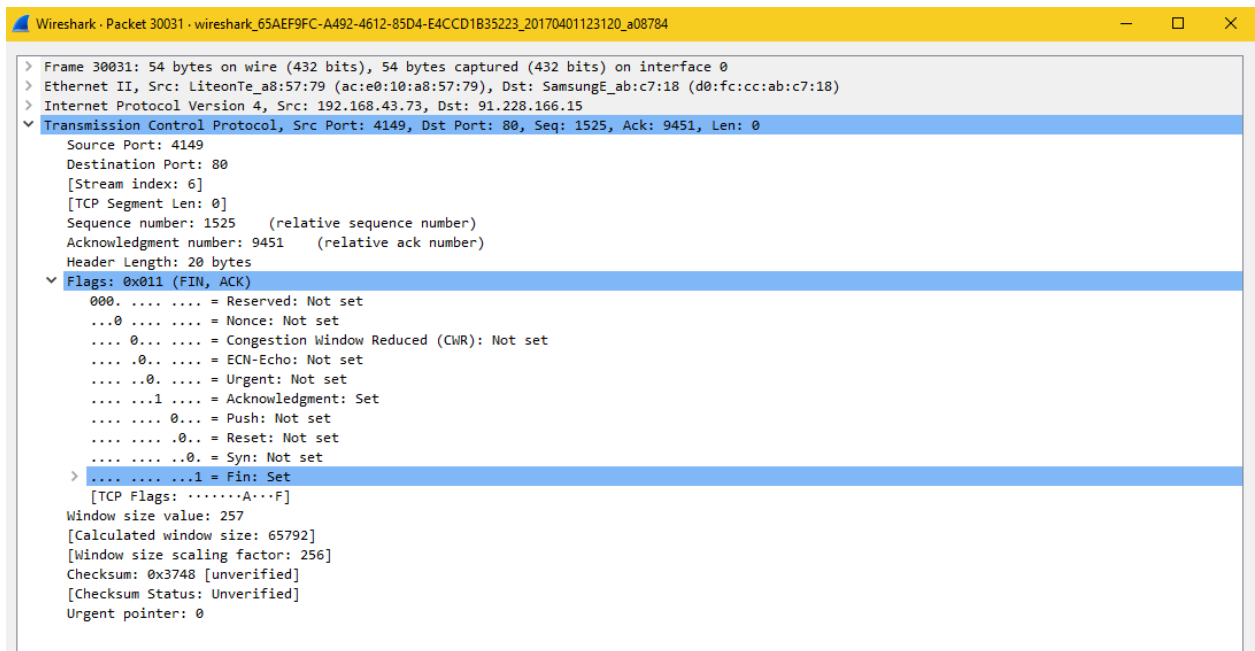 Wireshark · Packet 30031 · wireshark_65AEF9FC-A492-4612-85D4-E4CCD1B35223_20170401123120_a08784
Frame 30031: 54 bytes on wire (432 bits), 54 bytes captured (432 bits) on interface 0
Ethernet II, Src: LiteonTe_a8:57:79 (ac:e0:10:a8:57:79), Dst: SamsungE_ab:c7:18 (d0:fc:cc:ab:c7:18)
Internet Protocol Version 4, Src: 192.168.43.73, Dst: 91.228.166.15
Transmission Control Protocol, Src Port: 4149, Dst Port: 80, Seq: 1525, Ack: 9451, Len: 0
Source Port: 4149
Destination Port: 80
[Stream index: 6]
[TCP Segment Len: 0]
Sequence number: 1525    (relative sequence number)
Acknowledgment number: 9451    (relative ack number)
Header Length: 20 bytes
Flags: 0x011 (FIN, ACK)
000. .... .... = Reserved: Not set
...0 .... .... = Nonce: Not set
.... 0... .... = Congestion Window Reduced (CWR): Not set
.... .0.. .... = ECN-Echo: Not set
.... ..0. .... = Urgent: Not set
.... ...1 .... = Acknowledgment: Set
.... .... 0... = Push: Not set
.... .... .0.. = Reset: Not set
.... .... ..0. = Syn: Not set
.... .... ...1 = Fin: Set
[TCP Flags: ·······A···F]
Window size value: 257
[Calculated window size: 65792]
[Window size scaling factor: 256]
Checksum: 0x3748 [unverified]
[Checksum Status: Unverified]
Urgent pointer: 0